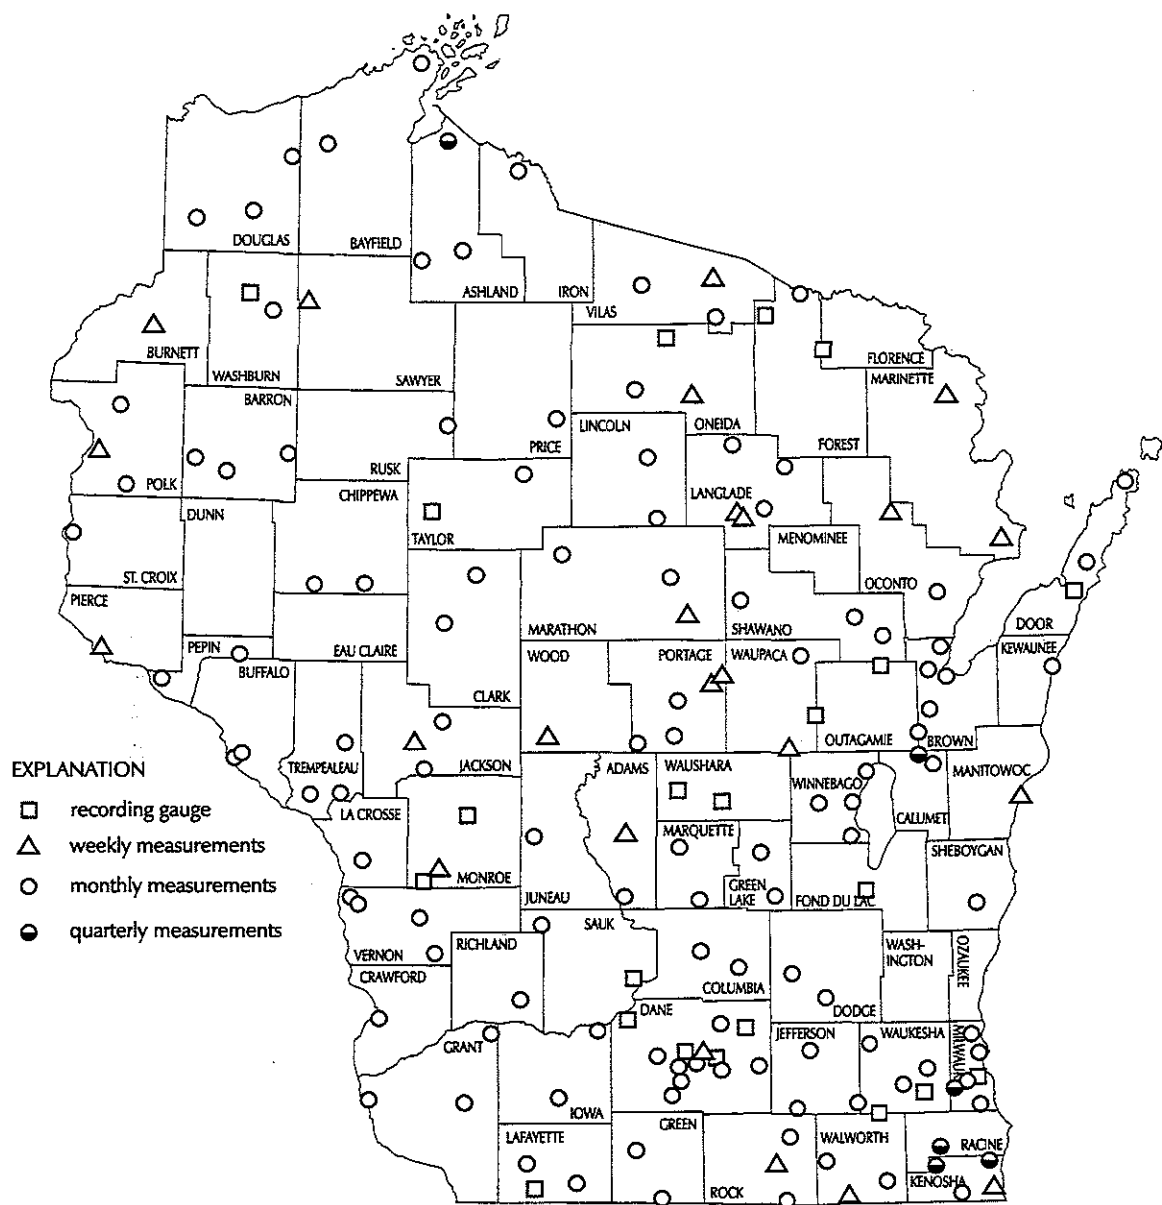 DOUGLAS
BAYFIELD
ASHLAND
IRON
VILAS
BURNETT
WASHBURN
SAWYER
FLORENCE
MARINETTE
BARRON
LINCOLN
ONEIDA
PRICE
FOREST
POLK
RUSK
CHIPPEWA
LANGLADE
DUNN
TAYLOR
MENOMINEE
ST. CROIX
OCONTO
PIERCE
MARATHON
SHAWANO
DOOR
PEPIN
EAU CLAIRE
WOOD
PORTAGE
WAUPACA
KEWAUNEE
BUFFALO
CLARK
OUTAGAMIE
BROWN
TREMPEALEAU
JACKSON
ADAMS
WAUSHARA
WINNEBAGO
MANITOWOC
LA CROSSE
CALUMET
MARQUETTE
SHEBOYGAN
MONROE
JUNEAU
GREEN
LAKE
FOND DU LAC
VERNON
RICHLAND
SAUK
WASH-
INGTON
OZAUKEE
CRAWFORD
COLUMBIA
DODGE
DANE
GRANT
JEFFERSON
WAUKESHA
IOWA
LAFAYETTE
GREEN
WALWORTH
RACINE
KENOSHA
ROCK
EXPLANATION
recording gauge
weekly measurements
monthly measurements
quarterly measurements